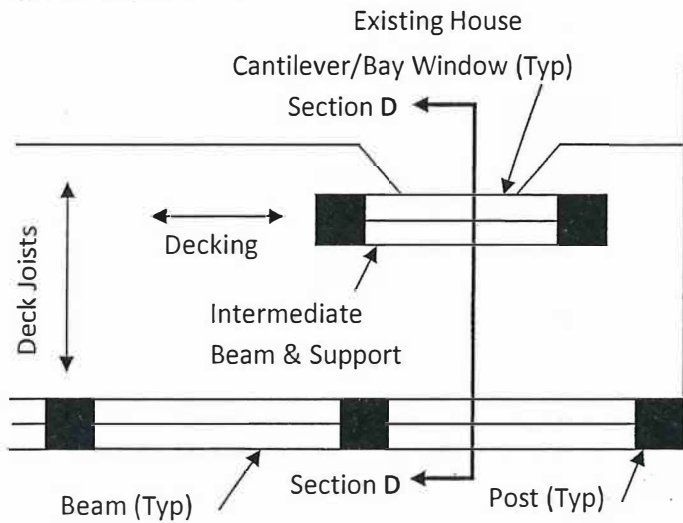 Existing House
Cantilever/Bay Window (Typ)
Section D
Deck Joists
Decking
Intermediate
Beam & Support
Section D
Beam (Typ)
Post (Typ)